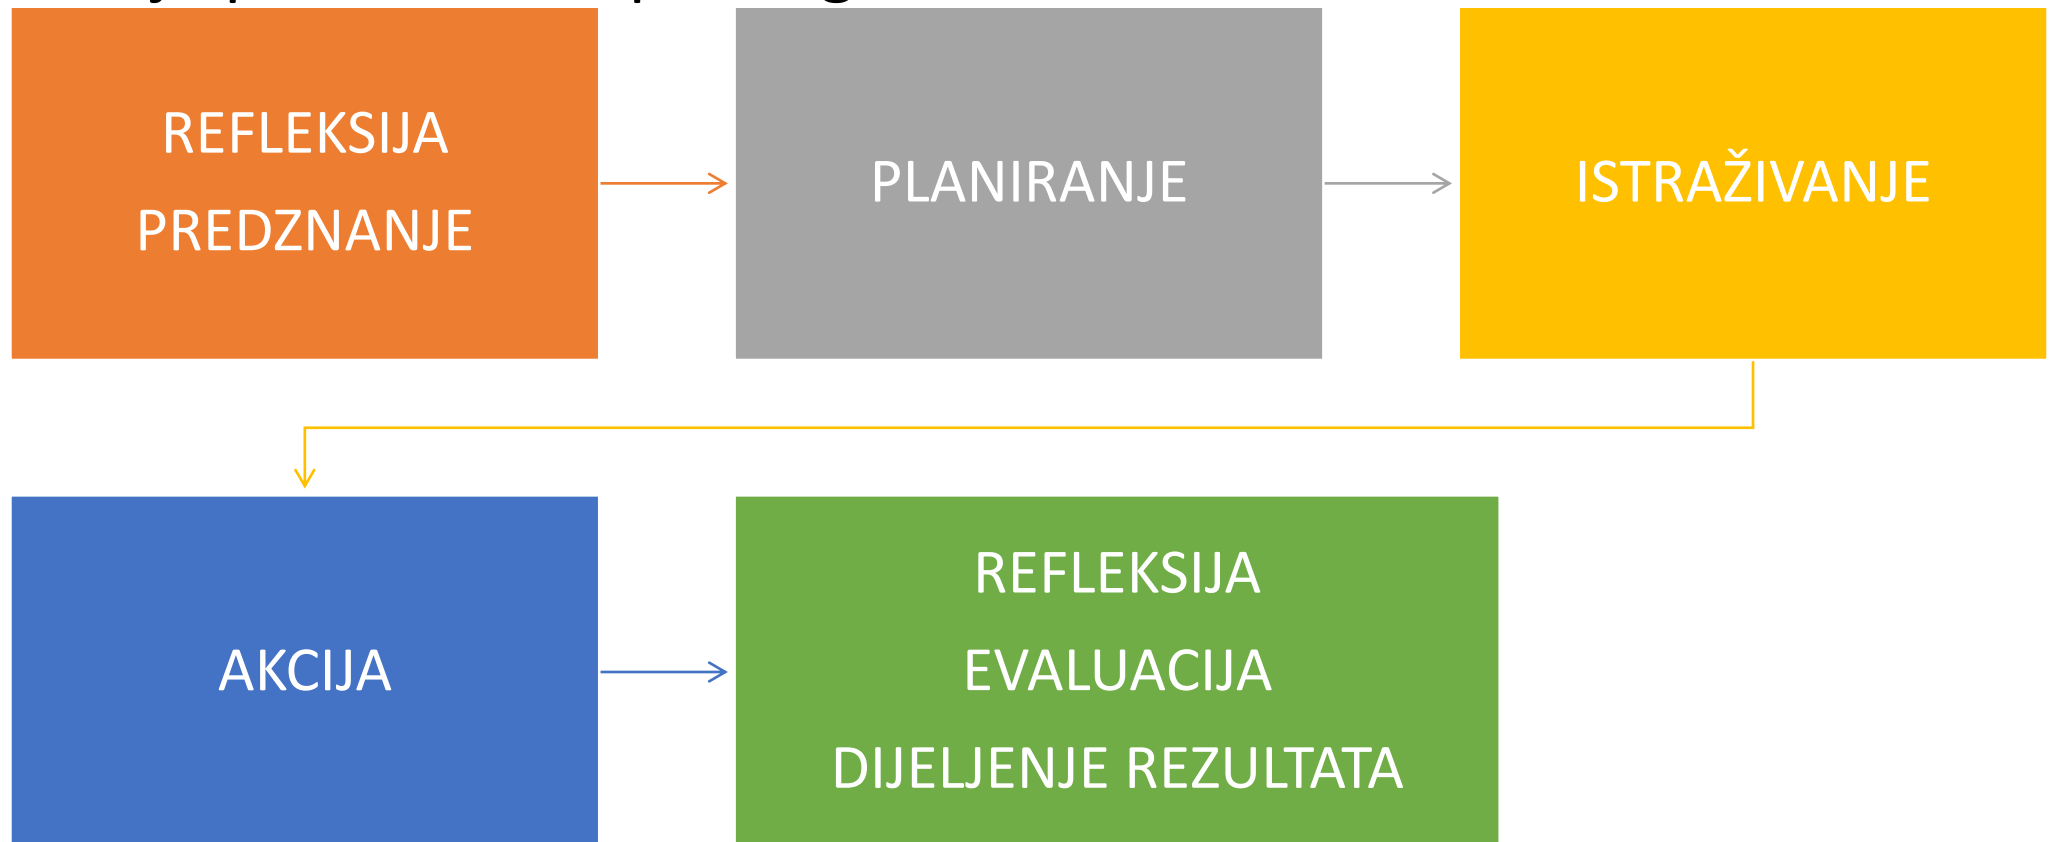 REFLEKSIJA
PREDZNANJE
PLANIRANJE
ISTRAŽIVANJE
AKCIJA
REFLEKSIJA
EVALUACIJA
DIJELJENJE REZULTATA